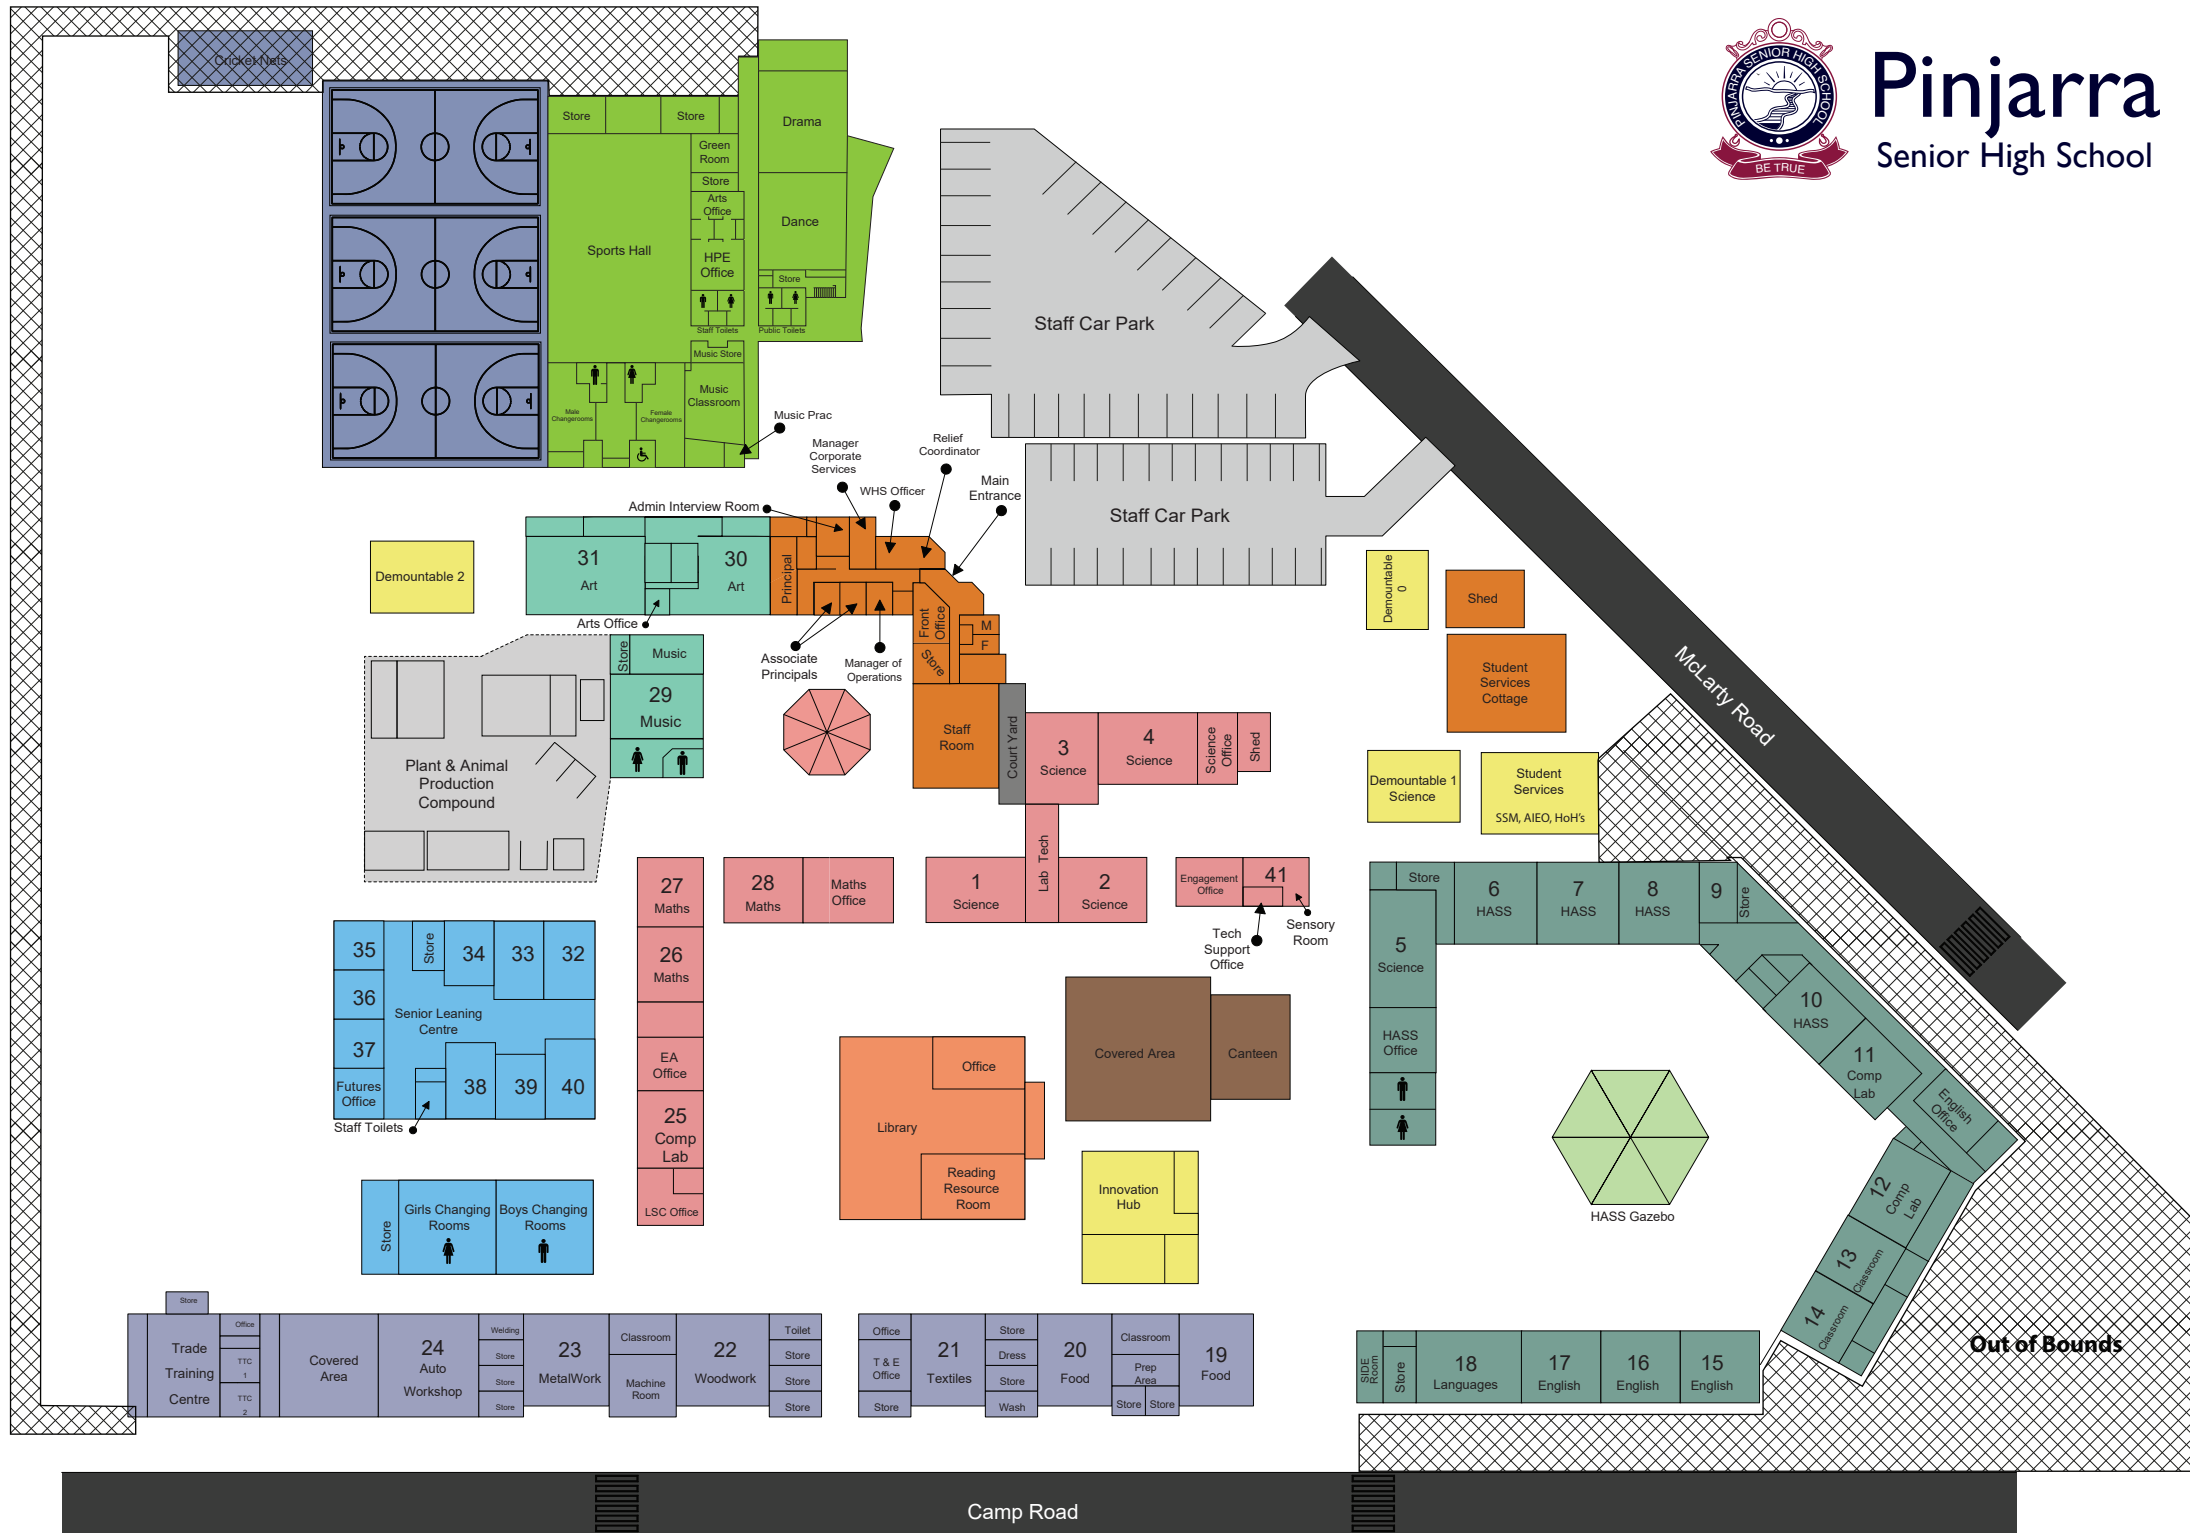 Pinjarra
Senior High School
PINJARRA SENIOR HIGH SCHOOL
BE TRUE
Cricket Nets
Store
Store
Drama
Green
Room
Store
Arts
Office
Dance
Sports Hall
HPE
Office
Store
Staff Toilets
Public Toilets
Music Store
Music
Classroom
Male
Changerooms
Female
Changerooms
Music Prac
Staff Car Park
Staff Car Park
Manager
Corporate
Services
Relief
Coordinator
WHS Officer
Main
Entrance
Admin Interview Room
Demountable 2
31
Art
30
Art
Principal
Arts Office
Front
Office
Store
M
F
Associate
Principals
Manager of
Operations
Demountable
0
Shed
Student
Services
Cottage
McLarty Road
Store
Music
29
Music
Plant & Animal
Production
Compound
Staff
Room
Court Yard
3
Science
4
Science
Science
Office
Shed
Demountable 1
Science
Student
Services
SSM, AIEO, HoH's
27
Maths
28
Maths
Maths
Office
1
Science
Lab Tech
2
Science
Engagement
Office
41
Sensory
Room
Tech
Support
Office
Store
6
HASS
7
HASS
8
HASS
9
Store
5
Science
HASS
Office
10
HASS
11
Comp
Lab
English
Office
12
Comp
Lab
13
Classroom
14
Classroom
35
Store
34
33
32
36
Senior Leaning
Centre
37
Futures
Office
38
39
40
Staff Toilets
26
Maths
EA
Office
25
Comp
Lab
LSC Office
Covered Area
Canteen
Office
Library
Reading
Resource
Room
Innovation
Hub
HASS Gazebo
Store
Girls Changing
Rooms
Boys Changing
Rooms
Store
Trade
Training
Centre
Office
TTC
1
TTC
2
Covered
Area
24
Auto
Workshop
Welding
Store
Store
Store
23
MetalWork
Classroom
Machine
Room
22
Woodwork
Toilet
Store
Store
Store
Office
T & E
Office
Store
21
Textiles
Store
Dress
Store
Wash
20
Food
Classroom
Prep
Area
Store
Store
19
Food
SIDE
Room
Store
18
Languages
17
English
16
English
15
English
Out of Bounds
Camp Road